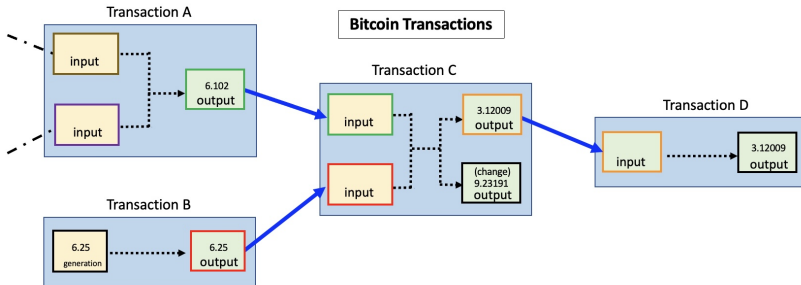 Bitcoin Transactions
Transaction A
input
input
6.102
output
Transaction B
6.25
generation
6.25
output
Transaction C
input
input
3.12009
output
(change)
9.23191
output
Transaction D
input
3.12009
output